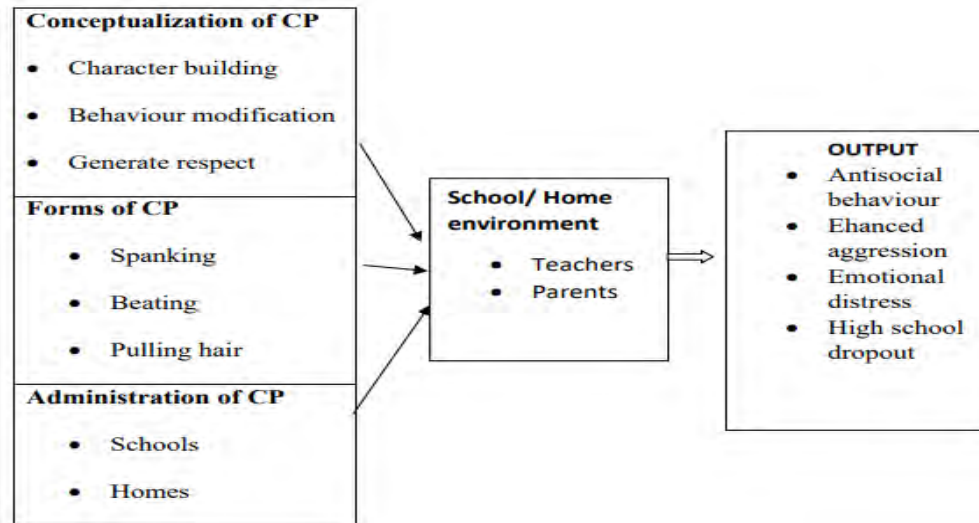 Conceptualization of CP
• Character building
• Behaviour modification
• Generate respect
Forms of CP
• Spanking
• Beating
• Pulling hair
Administration of CP
• Schools
• Homes
School/ Home
environment
• Teachers
• Parents
OUTPUT
• Antisocial
behaviour
• Ehanced
aggression
• Emotional
distress
• High school
dropout